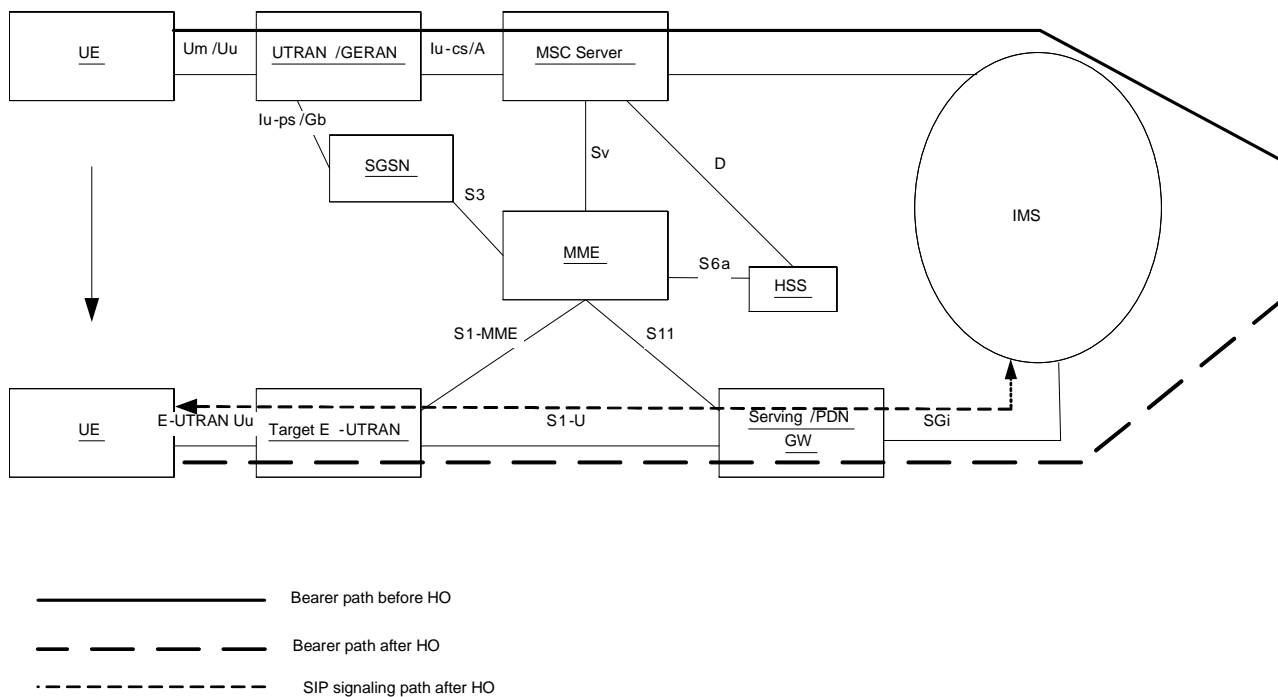 UE
Um /Uu
UTRAN /GERAN
Iu-cs/A
MSC Server
Iu-ps /Gb
SGSN
S3
Sv
D
IMS
MME
S6a
HSS
S1-MME
S11
UE
E-UTRAN Uu
Target E -UTRAN
S1-U
Serving /PDN
GW
SGi
Bearer path before HO
Bearer path after HO
SIP signaling path after HO